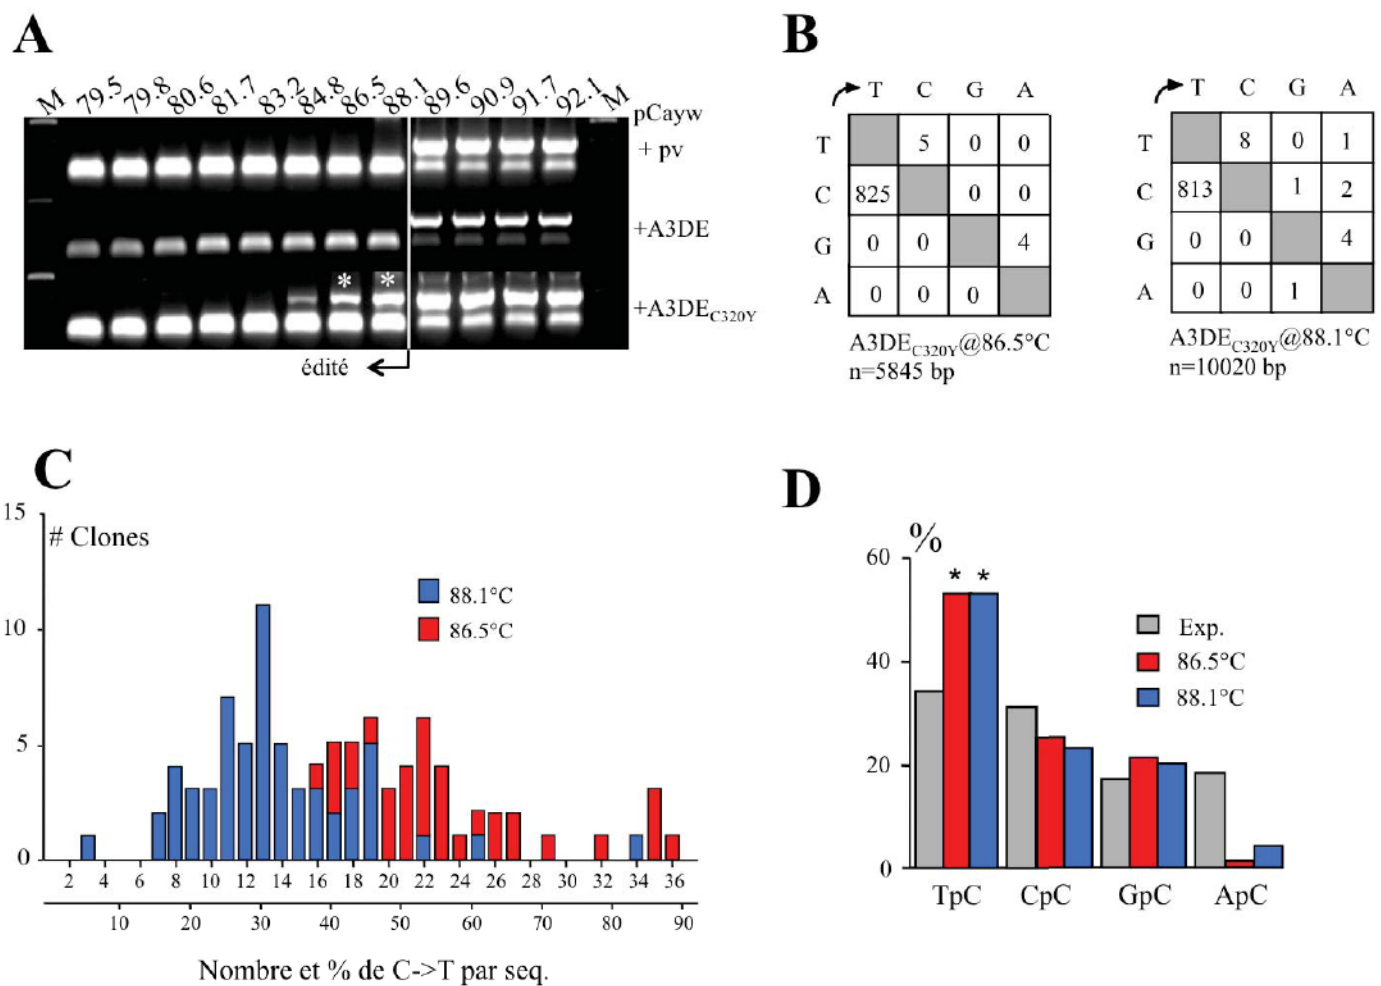 A
M 79.5 79.8 80.6 81.7 83.2 84.8 86.5 88.1 89.6 90.9 91.7 92.1 M
pCayw
+ pv
+A3DE
* *
+A3DE_C320Y
édité
B
T C G A
T 5 0 0
C 825 0 0
G 0 0 4
A 0 0 0
A3DE_C320Y@86.5°C
n=5845 bp
T C G A
T 8 0 1
C 813 1 2
G 0 0 4
A 0 0 1
A3DE_C320Y@88.1°C
n=10020 bp
C
15
# Clones
10
5
0
88.1°C
86.5°C
2 4 6 8 10 12 14 16 18 20 22 24 26 28 30 32 34 36
10 20 30 40 50 60 70 80 90
Nombre et % de C->T par seq.
D
%
60
40
20
0
* *
Exp.
86.5°C
88.1°C
TpC CpC GpC ApC